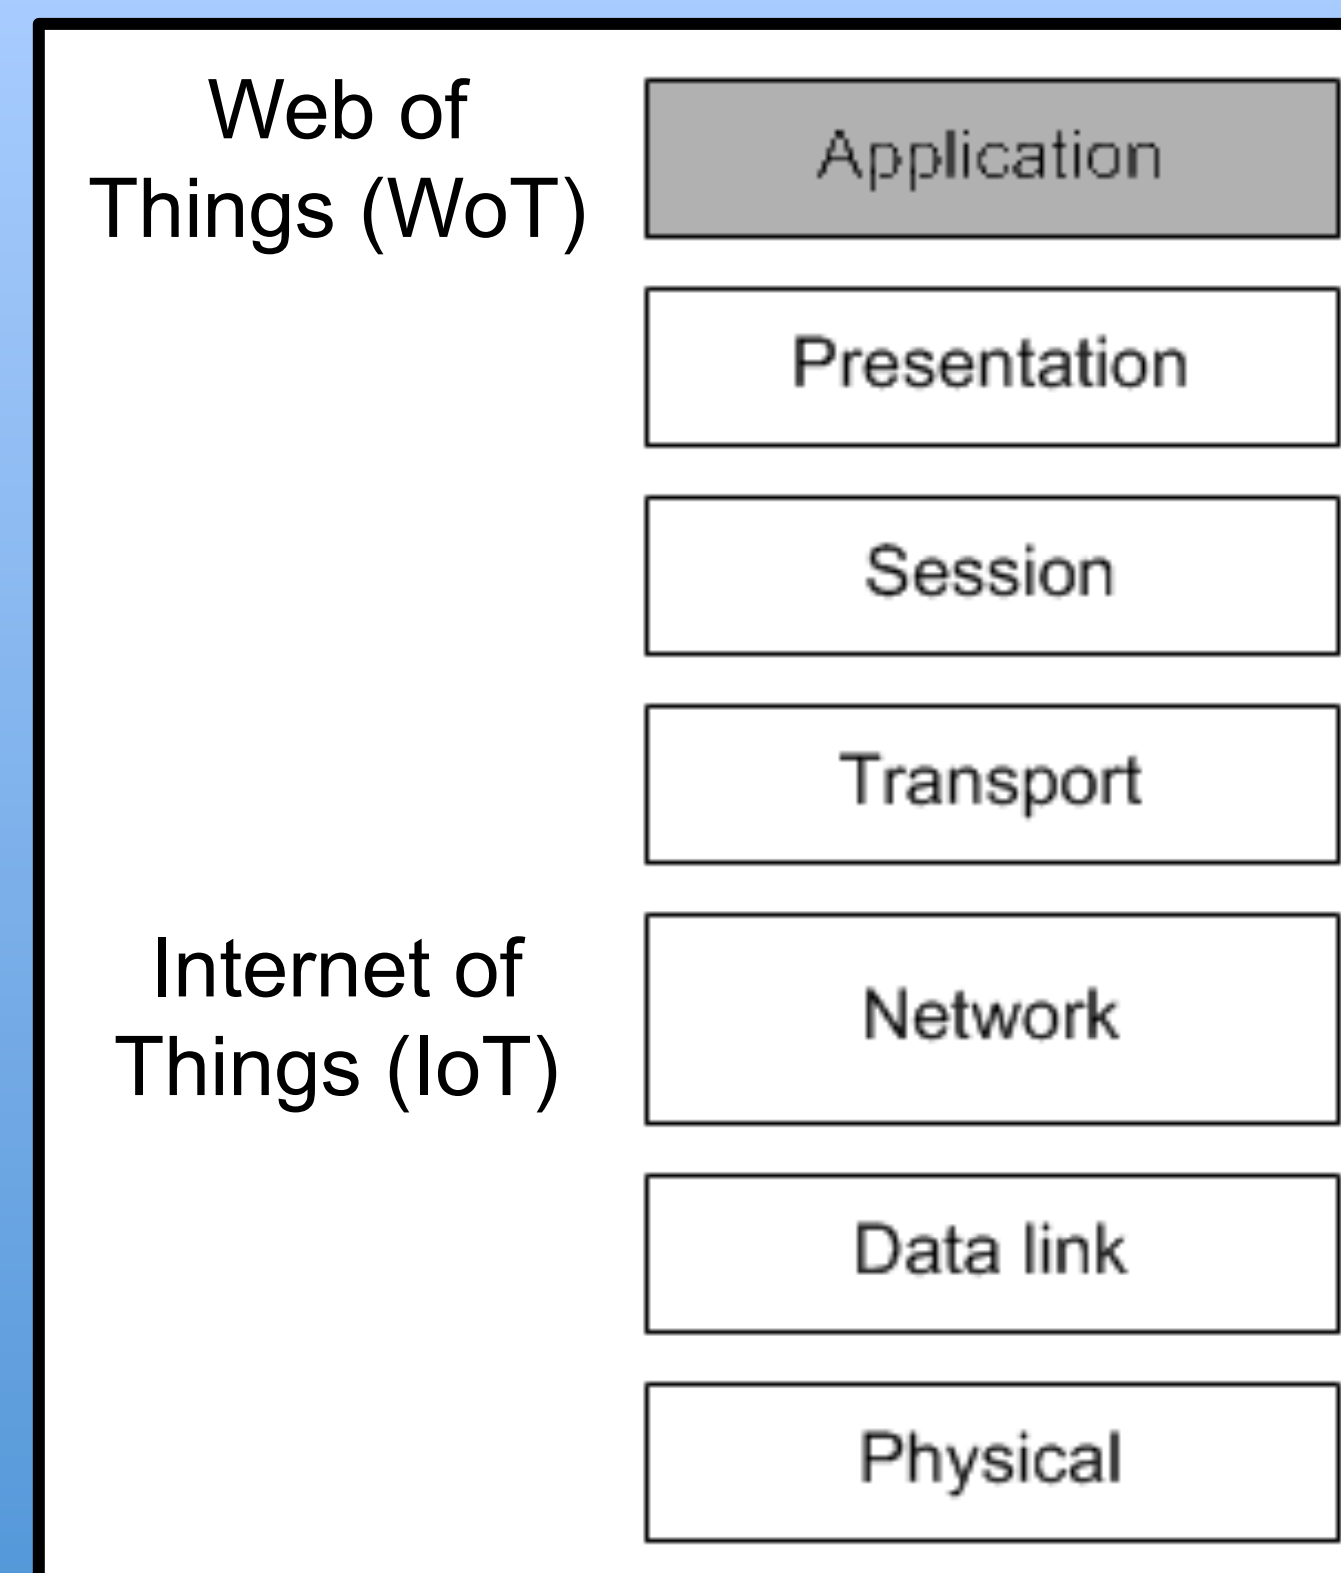 Web of
Things (WoT)
Application
Presentation
Session
Transport
Internet of
Things (IoT)
Network
Data link
Physical